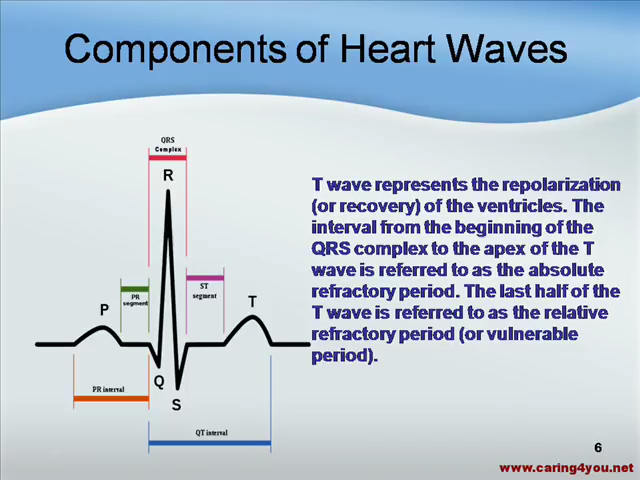 Components of Heart Waves
QRS
Complex
R
PR
segment
ST
segment
P
T
Q
S
PR interval
QT interval
T wave represents the repolarization
(or recovery) of the ventricles. The
interval from the beginning of the
QRS complex to the apex of the T
wave is referred to as the absolute
refractory period. The last half of the
T wave is referred to as the relative
refractory period (or vulnerable
period).
6
www.caring4you.net